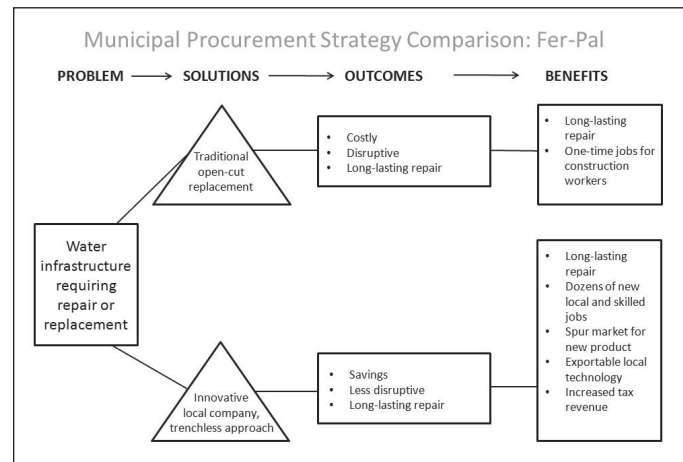 Municipal Procurement Strategy Comparison: Fer-Pal
PROBLEM
SOLUTIONS
OUTCOMES
BENEFITS
Traditional
open-cut
replacement
• Costly
• Disruptive
• Long-lasting repair
• Long-lasting
repair
• One-time jobs for
construction
workers
Water
infrastructure
requiring
repair or
replacement
Innovative
local company,
trenchless approach
• Savings
• Less disruptive
• Long-lasting repair
• Long-lasting
repair
• Dozens of new
local and skilled
jobs
• Spur market for
new product
• Exportable local
technology
• Increased tax
revenue